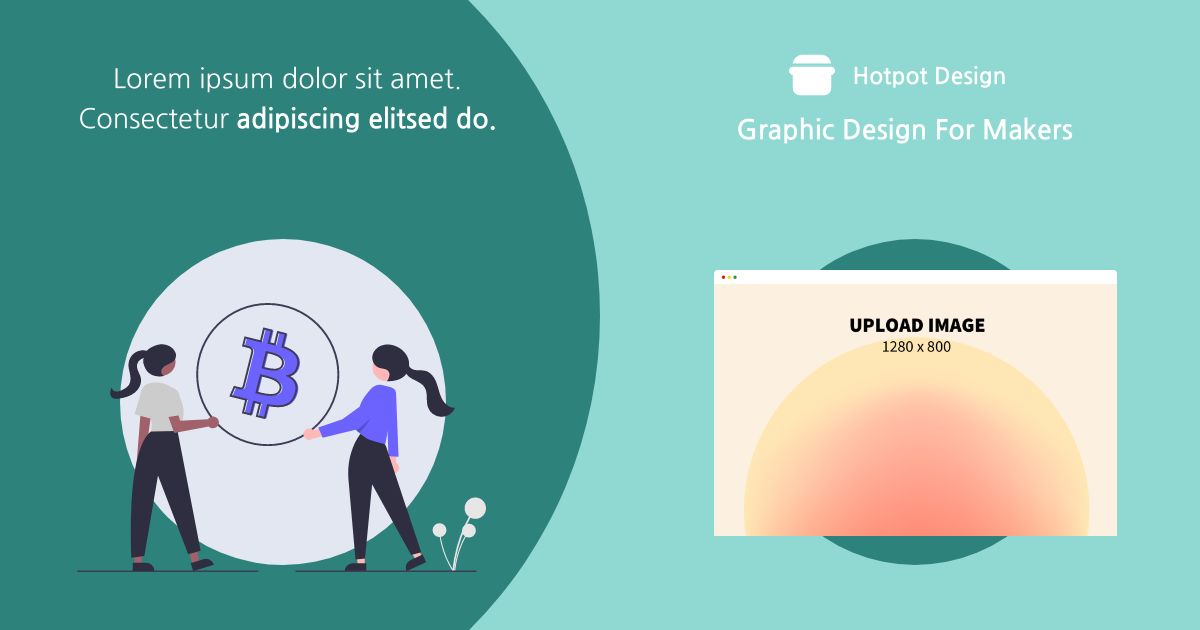 Lorem ipsum dolor sit amet.
Consectetur adipiscing elitsed do.
Hotpot Design
Graphic Design For Makers
UPLOAD IMAGE
1280 x 800